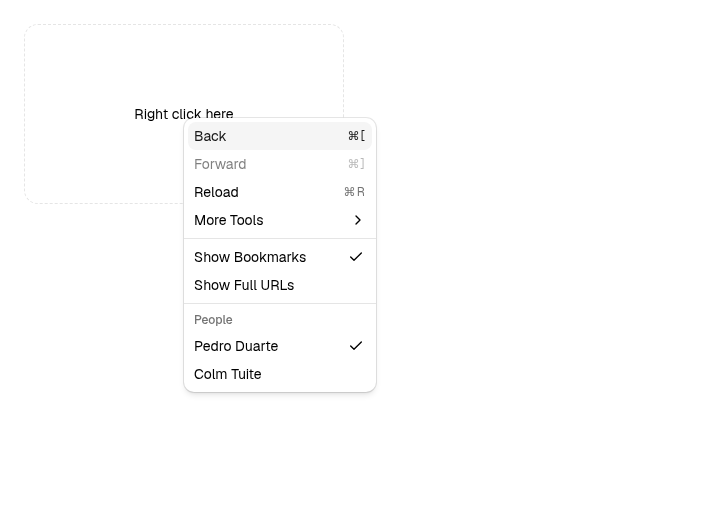 Right click here
Back ⌘[
Forward ⌘]
Reload ⌘R
More Tools
Show Bookmarks
Show Full URLs
People
Pedro Duarte
Colm Tuite